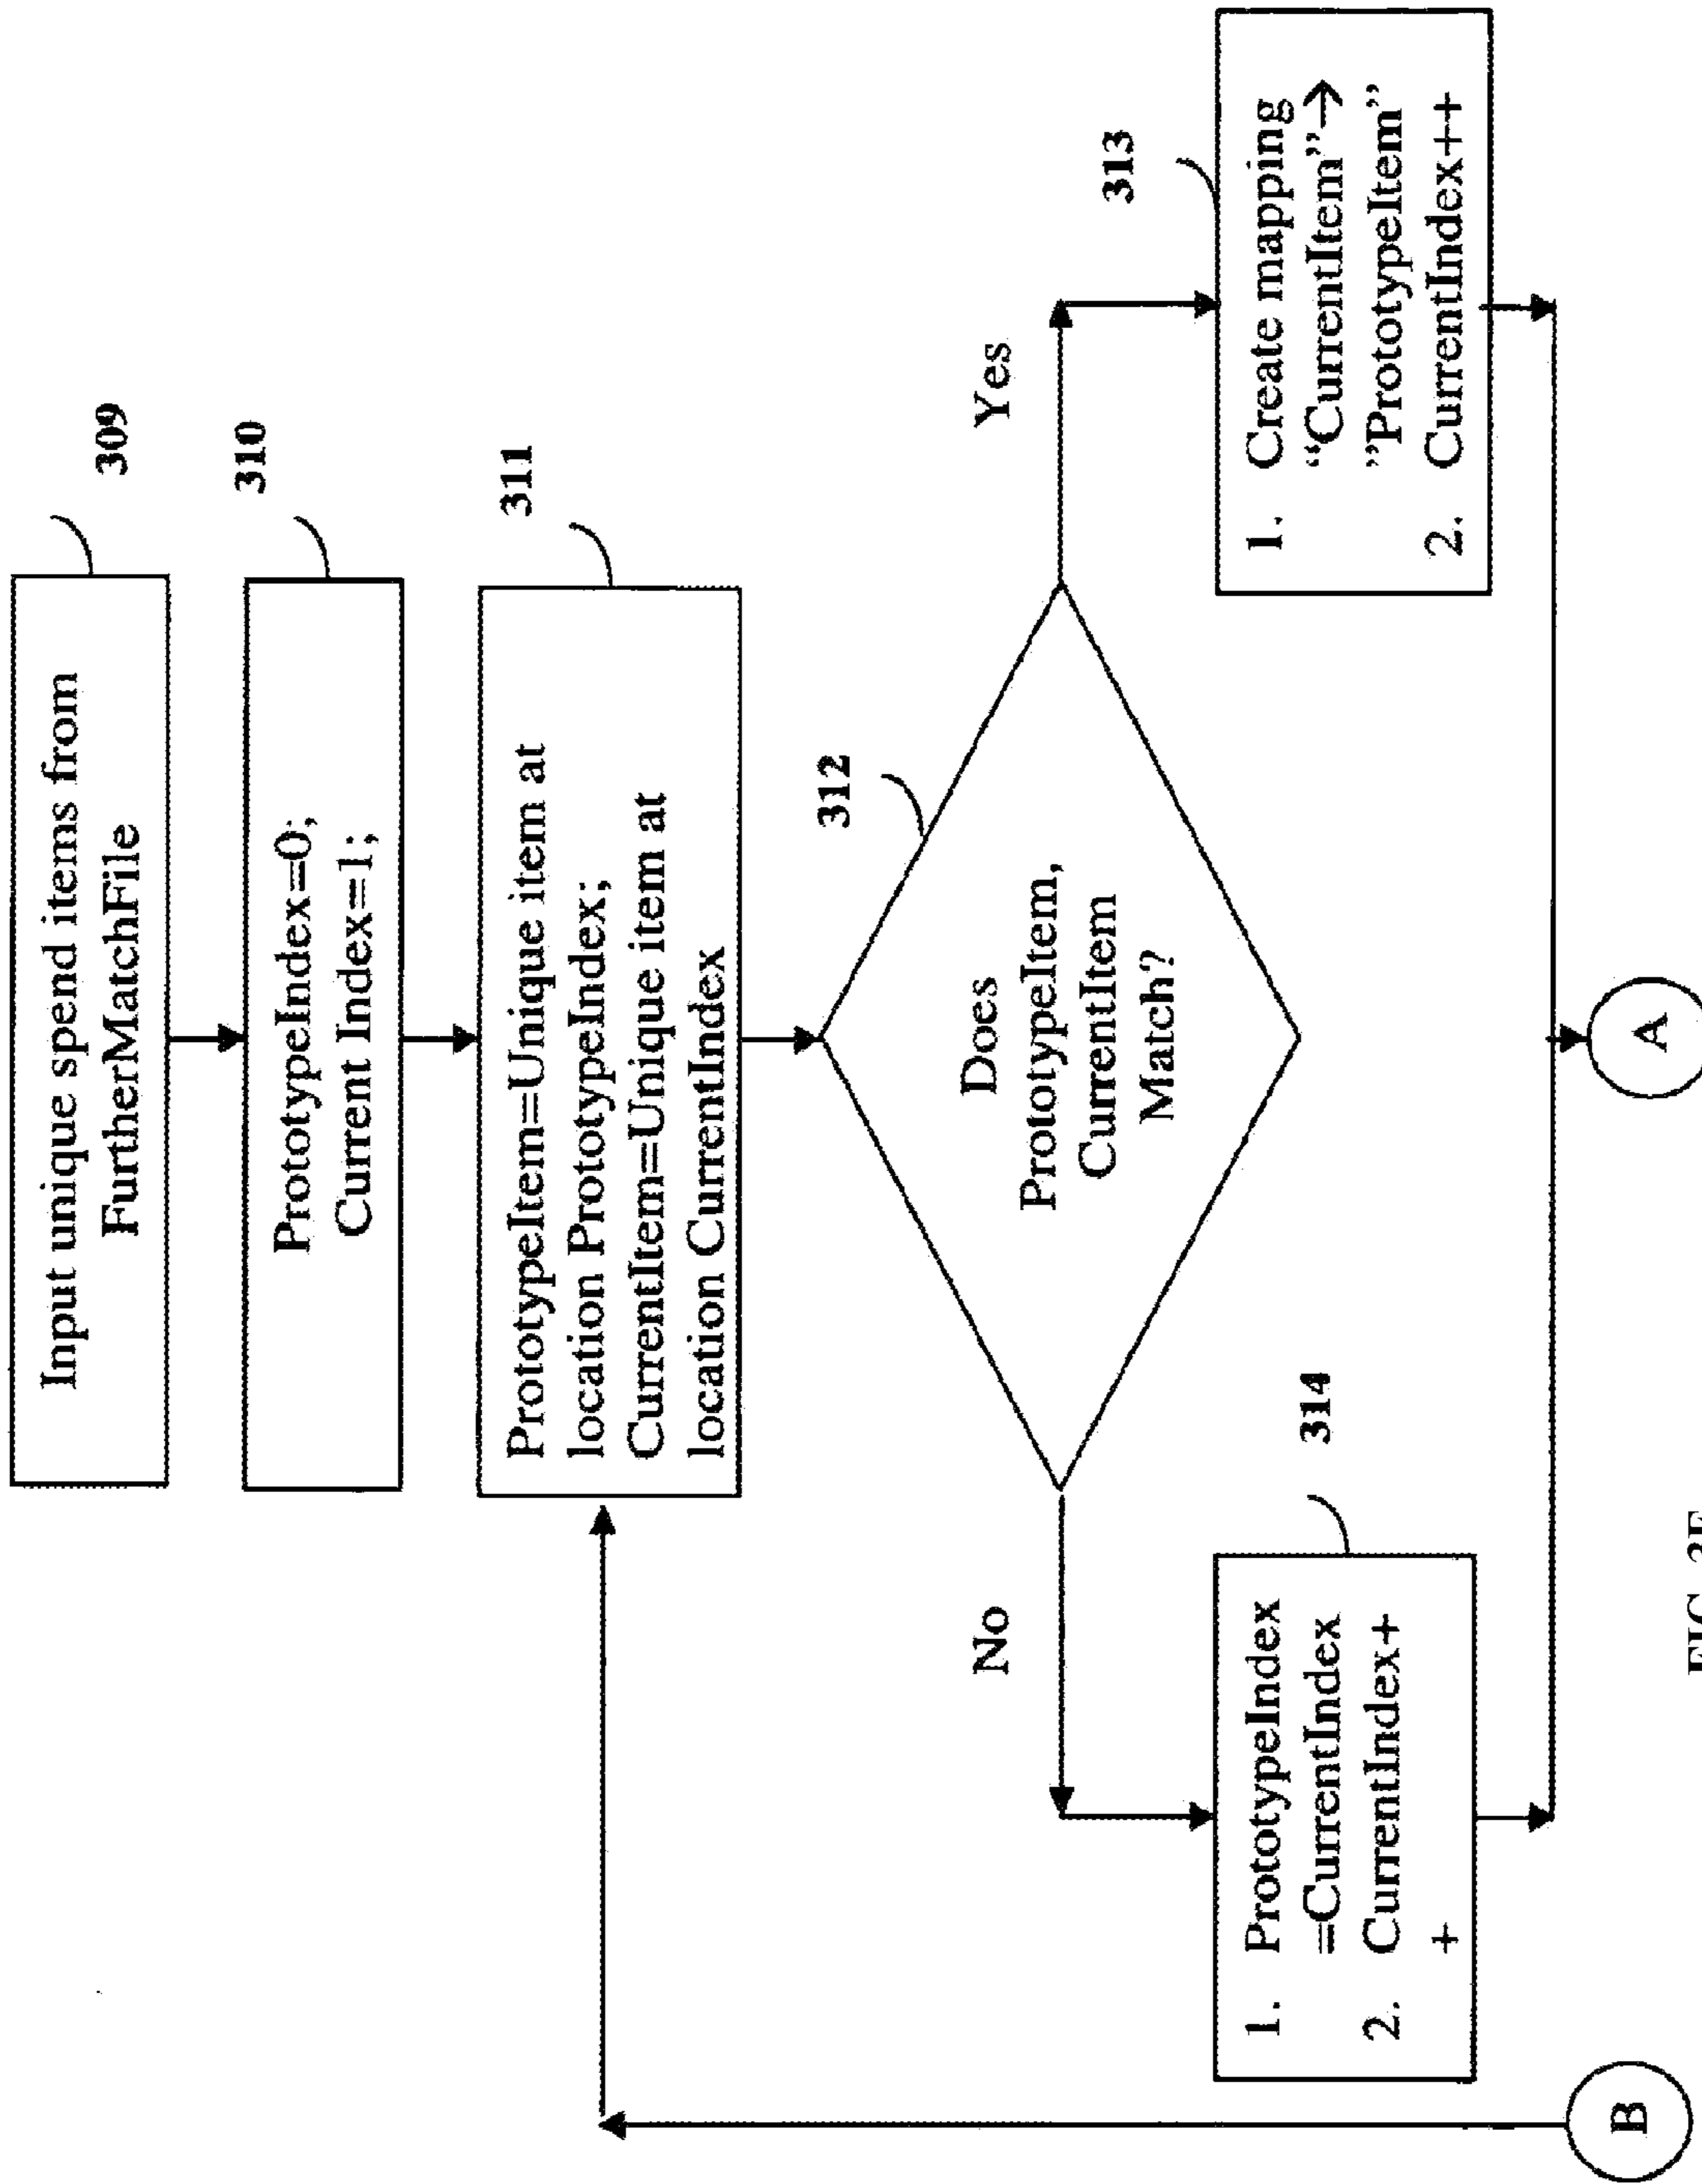 Input unique spend items from
FurtherMatchFile
309
PrototypeIndex=0;
Current Index=1;
310
PrototypeItem=Unique item at
location PrototypeIndex;
CurrentItem=Unique item at
location CurrentIndex
311
312
Does
PrototypeItem,
CurrentItem
Match?
No
Yes
314
1. PrototypeIndex
=CurrentIndex
2. CurrentIndex+
+
313
1. Create mapping
“CurrentItem”→
”PrototypeItem”
2. CurrentIndex++
B
A